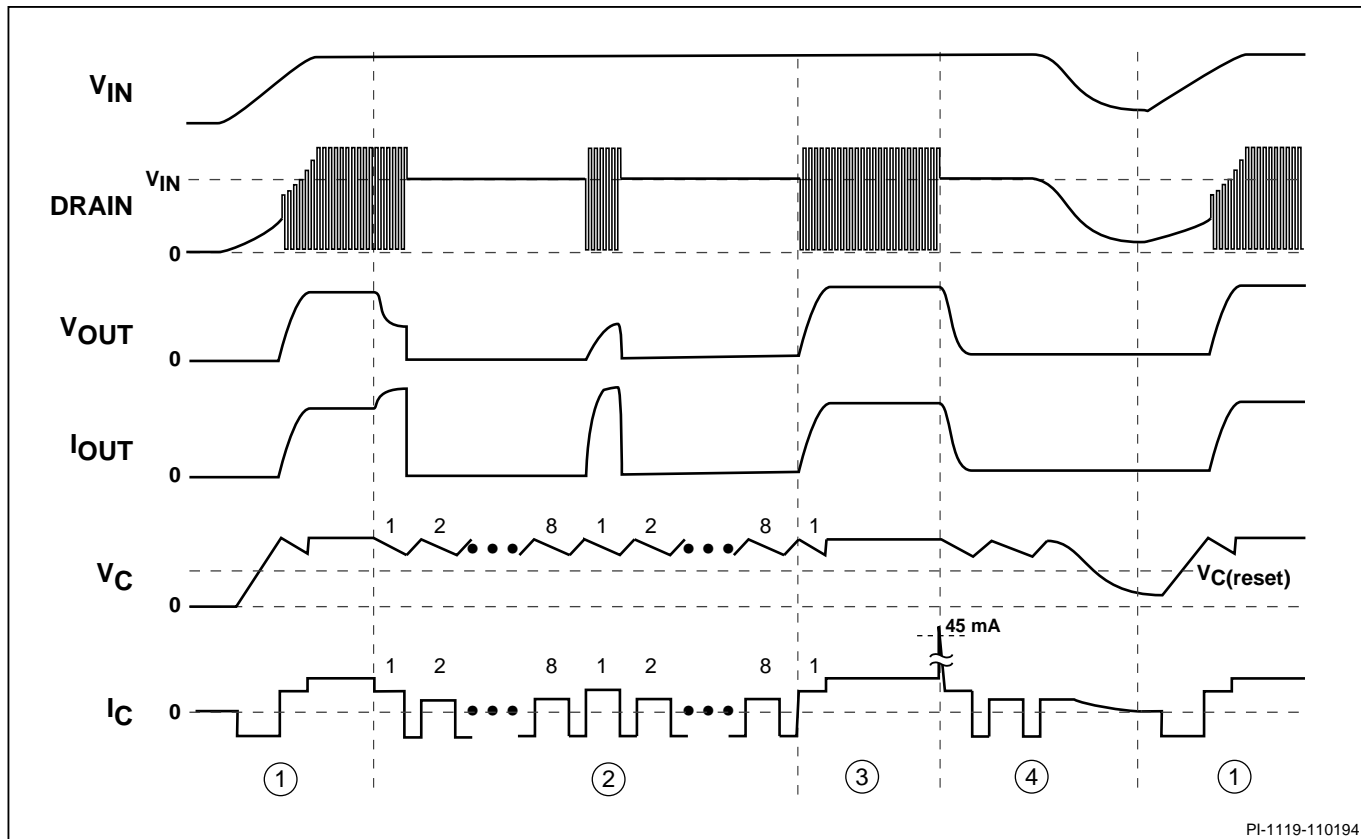 VIN
VIN
DRAIN
0
VOUT
0
IOUT
0
1 2 8 1 2 8 1
VC
VC(reset)
0
45 mA
1 2 8 1 2 8 1
IC
0
1 2 3 4 1
PI-1119-110194